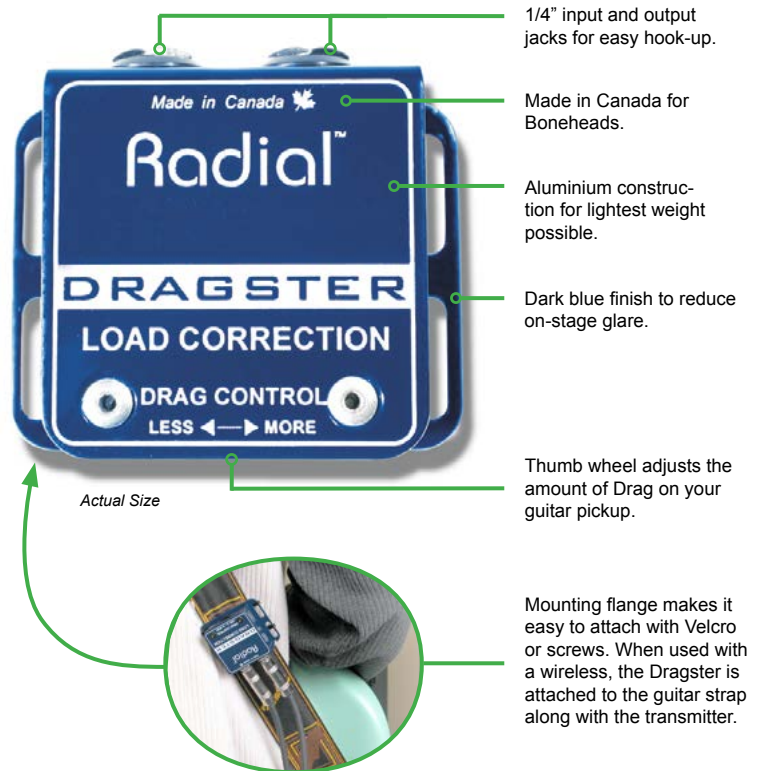 1/4” input and output
jacks for easy hook-up.
Made in Canada
Made in Canada for
Boneheads.
Radial™
Aluminium construc-
tion for lightest weight
possible.
DRAGSTER
Dark blue finish to reduce
on-stage glare.
LOAD CORRECTION
DRAG CONTROL
LESS ◄—► MORE
Thumb wheel adjusts the
amount of Drag on your
guitar pickup.
Actual Size
Mounting flange makes it
easy to attach with Velcro
or screws. When used with
a wireless, the Dragster is
attached to the guitar strap
along with the transmitter.
Radial
DRAGSTER